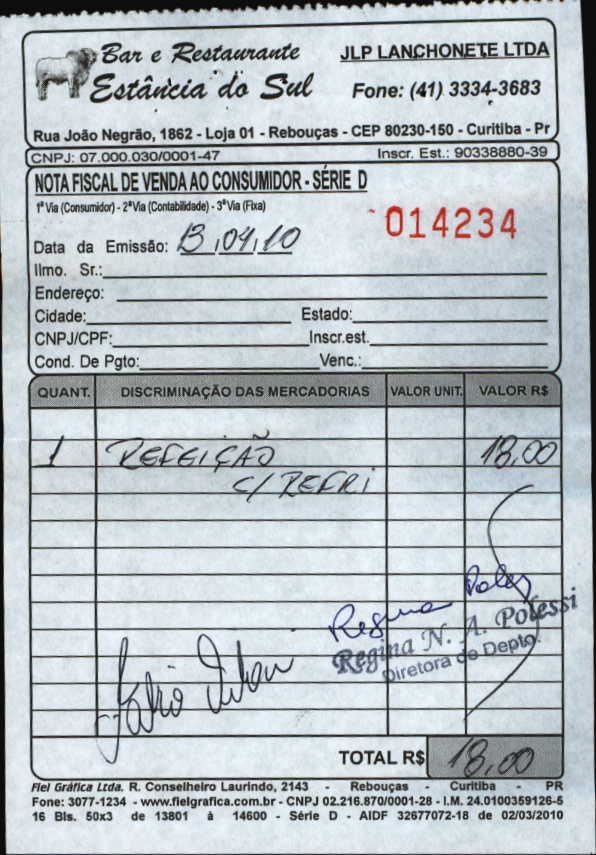 Bar e Restaurante
Estância do Sul
JLP LANCHONETE LTDA
Fone: (41) 3334-3683
Rua João Negrão, 1862 - Loja 01 - Rebouças - CEP 80230-150 - Curitiba - Pr
CNPJ: 07.000.030/0001-47 Inscr. Est.: 90338880-39
NOTA FISCAL DE VENDA AO CONSUMIDOR - SÉRIE D
1ª Via (Consumidor) - 2ª Via (Contabilidade) - 3ª Via (Fixa)
014234
Data da Emissão: 13,04,10
Ilmo. Sr.:
Endereço:
Cidade: Estado:
CNPJ/CPF: Inscr.est.
Cond. De Pgto: Venc.:
QUANT. DISCRIMINAÇÃO DAS MERCADORIAS VALOR UNIT. VALOR R$
1 REFEIÇÃO 18,00
C/ REFRI
Regina
Regina N. A. Polessi
Diretora de Depto.
TOTAL R$ 18,00
Fiel Gráfica Ltda. R. Conselheiro Laurindo, 2143 - Rebouças - Curitiba - PR
Fone: 3077-1234 - www.fielgrafica.com.br - CNPJ 02.216.870/0001-28 - I.M. 24.0100359126-5
16 Bls. 50x3 de 13801 à 14600 - Série D - AIDF 32677072-18 de 02/03/2010